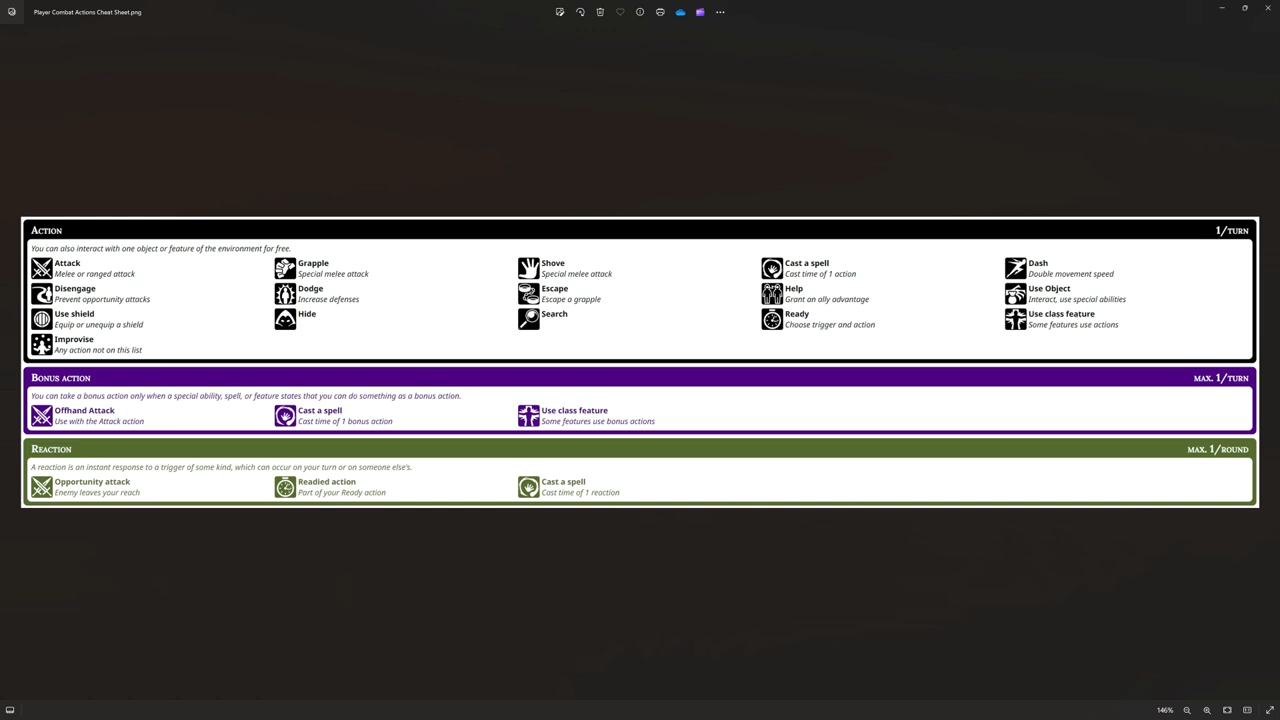 Player Combat Actions Cheat Sheet.png
ACTION 1/TURN
You can also interact with one object or feature of the environment for free.
Attack Grapple Shove Cast a spell Dash
Melee or ranged attack Special melee attack Special melee attack Cast time of 1 action Double movement speed
Disengage Dodge Escape Help Use Object
Prevent opportunity attacks Increase defenses Escape a grapple Grant an ally advantage Interact, use special abilities
Use shield Hide Search Ready Use class feature
Equip or unequip a shield Choose trigger and action Some features use actions
Improvise
Any action not on this list
BONUS ACTION MAX. 1/TURN
You can take a bonus action only when a special ability, spell, or feature states that you can do something as a bonus action.
Offhand Attack Cast a spell Use class feature
Use with the Attack action Cast time of 1 bonus action Some features use bonus actions
REACTION MAX. 1/ROUND
A reaction is an instant response to a trigger of some kind, which can occur on your turn or on someone else's.
Opportunity attack Readied action Cast a spell
Enemy leaves your reach Part of your Ready action Cast time of 1 reaction
146%